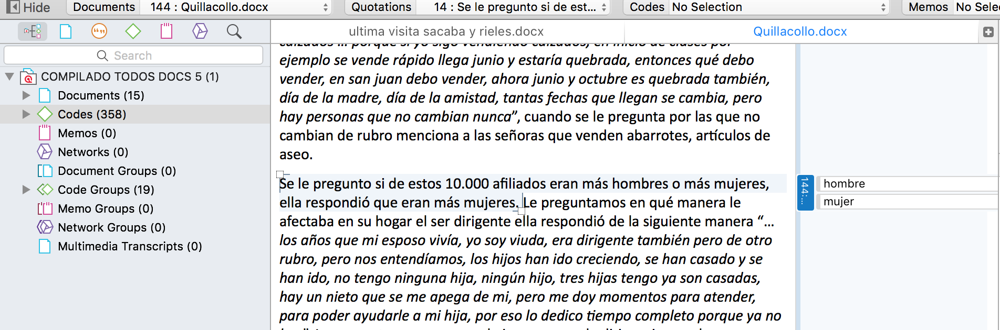 Hide
Documents
144 : Quillacollo.docx
Quotations
14 : Se le pregunto si de est...
Codes
No Selection
Memos
No Sele
ultima visita sacaba y rieles.docx
Quillacollo.docx
Search
COMPILADO TODOS DOCS 5 (1)
Documents (15)
Codes (358)
Memos (0)
Networks (0)
Document Groups (0)
Code Groups (19)
Memo Groups (0)
Network Groups (0)
Multimedia Transcripts (0)
calzados ... porque si yo sigo vendiendo calzados, en inicio de clases por
ejemplo se vende rápido llega junio y estaría quebrada, entonces qué debo
vender, en san juan debo vender, ahora junio y octubre es quebrada también,
día de la madre, día de la amistad, tantas fechas que llegan se cambia, pero
hay personas que no cambian nunca”, cuando se le pregunta por las que no
cambian de rubro menciona a las señoras que venden abarrotes, artículos de
aseo.
Se le pregunto si de estos 10.000 afiliados eran más hombres o más mujeres,
ella respondió que eran más mujeres. Le preguntamos en qué manera le
afectaba en su hogar el ser dirigente ella respondió de la siguiente manera “...
los años que mi esposo vivía, yo soy viuda, era dirigente también pero de otro
rubro, pero nos entendíamos, los hijos han ido creciendo, se han casado y se
han ido, no tengo ninguna hija, ningún hijo, tres hijas tengo ya son casadas,
hay un nieto que se me apega de mi, pero me doy momentos para atender,
para poder ayudarle a mi hija, por eso lo dedico tiempo completo porque ya no
144:...
hombre
mujer